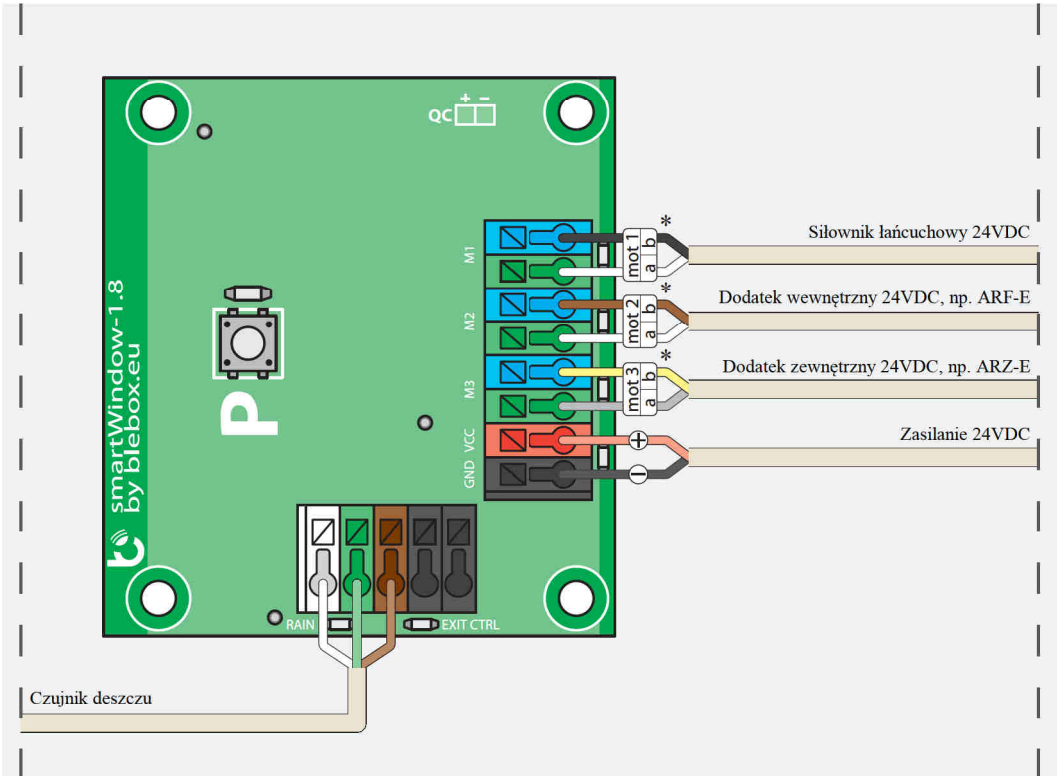 QC + −
smartWindow-1.8
by blebox.eu
P
M1
M2
M3
VCC
GND
mot 1 b a *
mot 2 b a *
mot 3 b a *
+
−
Siłownik łańcuchowy 24VDC
Dodatek wewnętrzny 24VDC, np. ARF-E
Dodatek zewnętrzny 24VDC, np. ARZ-E
Zasilanie 24VDC
RAIN
EXIT CTRL
Czujnik deszczu